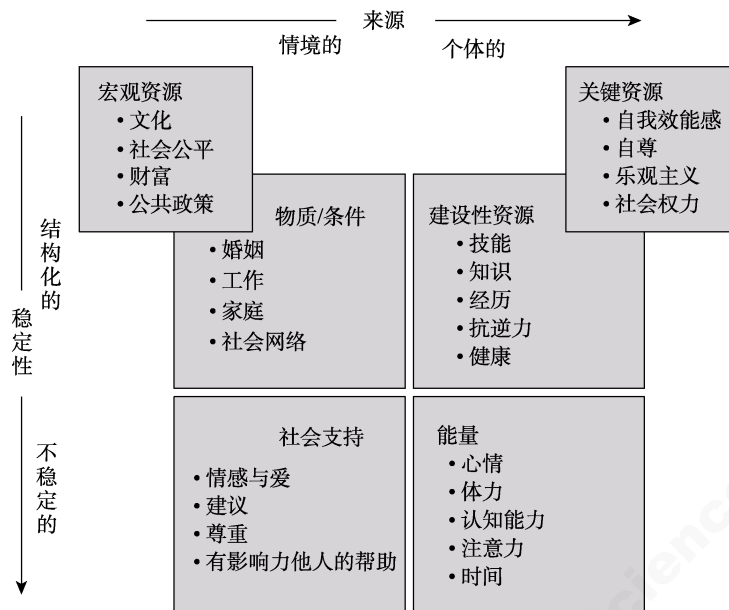 来源
情境的
个体的
宏观资源
• 文化
• 社会公平
• 财富
• 公共政策
关键资源
• 自我效能感
• 自尊
• 乐观主义
• 社会权力
结构化的
稳定性
不稳定的
物质/条件
• 婚姻
• 工作
• 家庭
• 社会网络
建设性资源
• 技能
• 知识
• 经历
• 抗逆力
• 健康
社会支持
• 情感与爱
• 建议
• 尊重
• 有影响力他人的帮助
能量
• 心情
• 体力
• 认知能力
• 注意力
• 时间